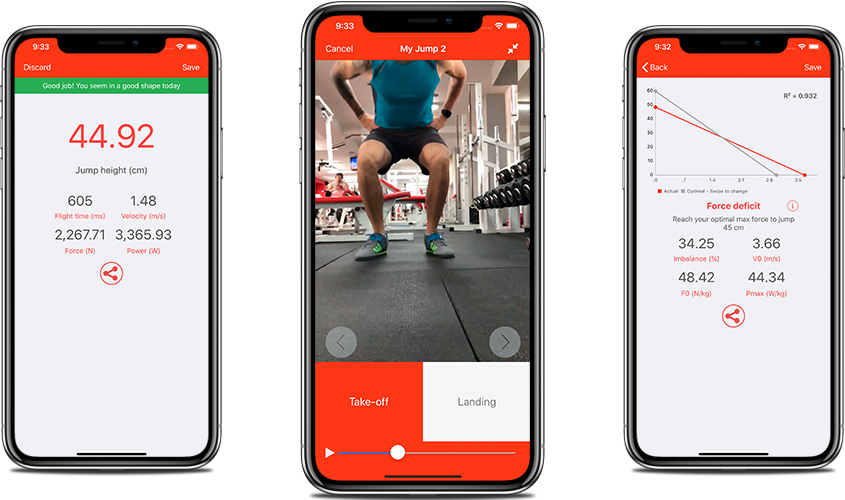 9:33
Discard
Save
Good job! You seem in a good shape today
44.92
Jump height (cm)
605
1.48
Flight time (ms)
Velocity (m/s)
2,267.71
3,365.93
Force (N)
Power (W)
9:33
Cancel
My Jump 2
Take-off
Landing
9:32
Back
Save
R² = 0.932
60
50
40
30
20
10
0
.0
.7
1.4
2.1
2.8
3.5
Actual
Optimal - Swipe to change
Force deficit
Reach your optimal max force to jump
45 cm
34.25
3.66
Imbalance (%)
V0 (m/s)
48.42
44.34
F0 (N/kg)
Pmax (W/kg)